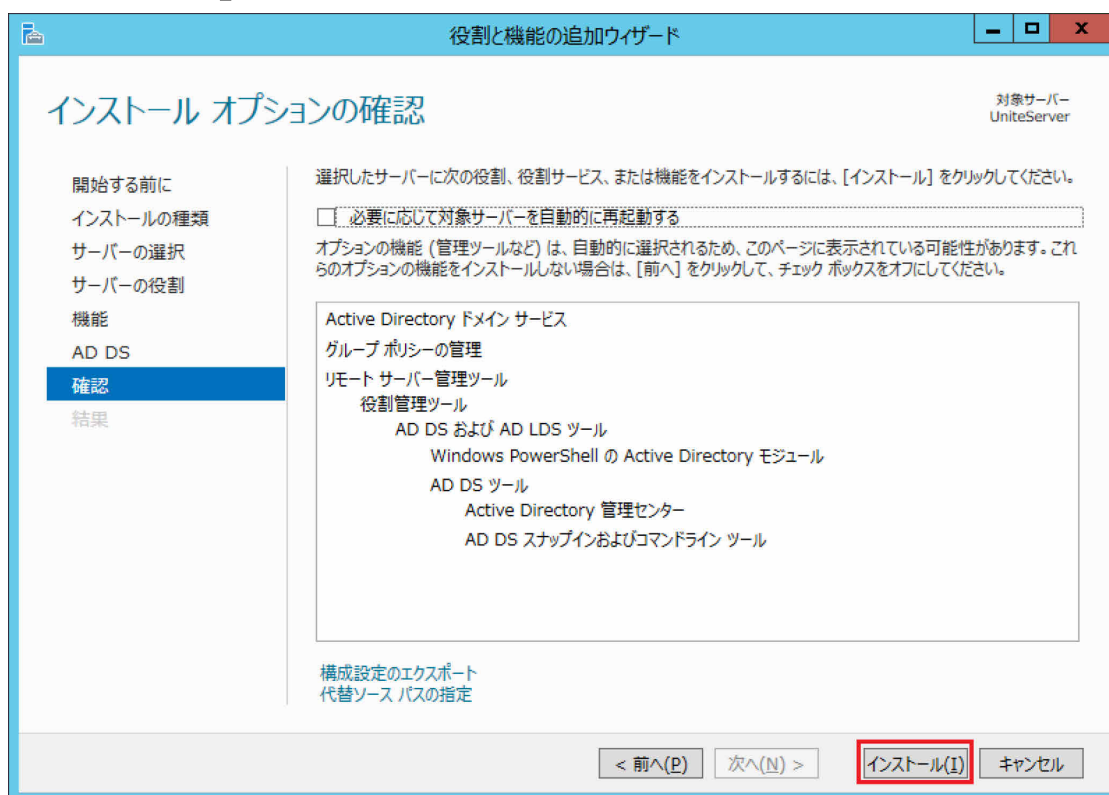 役割と機能の追加ウィザード
インストール オプションの確認
対象サーバー
UniteServer
開始する前に
インストールの種類
サーバーの選択
サーバーの役割
機能
AD DS
確認
結果
選択したサーバーに次の役割、役割サービス、または機能をインストールするには、[インストール] をクリックしてください。
必要に応じて対象サーバーを自動的に再起動する
オプションの機能 (管理ツールなど) は、自動的に選択されるため、このページに表示されている可能性があります。これ
らのオプションの機能をインストールしない場合は、[前へ] をクリックして、チェック ボックスをオフにしてください。
Active Directory ドメイン サービス
グループ ポリシーの管理
リモート サーバー管理ツール
役割管理ツール
AD DS および AD LDS ツール
Windows PowerShell の Active Directory モジュール
AD DS ツール
Active Directory 管理センター
AD DS スナップインおよびコマンドライン ツール
構成設定のエクスポート
代替ソース パスの指定
< 前へ(P)
次へ(N) >
インストール(I)
キャンセル